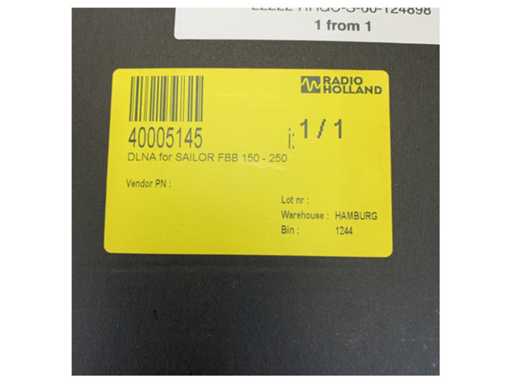 1 from 1
RADIO
HOLLAND
40005145
i: 1 / 1
DLNA for SAILOR FBB 150 - 250
Vendor PN :
Lot nr :
Warehouse : HAMBURG
Bin : 1244